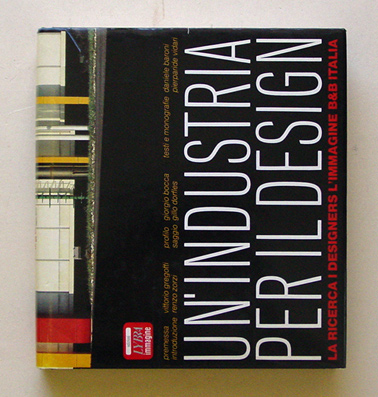 UN'INDUSTRIA
PER IL DESIGN
LA RICERCA I DESIGNERS L'IMMAGINE B&B ITALIA
premessa vittorio gregotti
introduzione renzo zorzi
profilo giorgio bocca
saggio gillo dorfles
testi e monografie daniele baroni
pierparide vidari
LYBRA
immagine